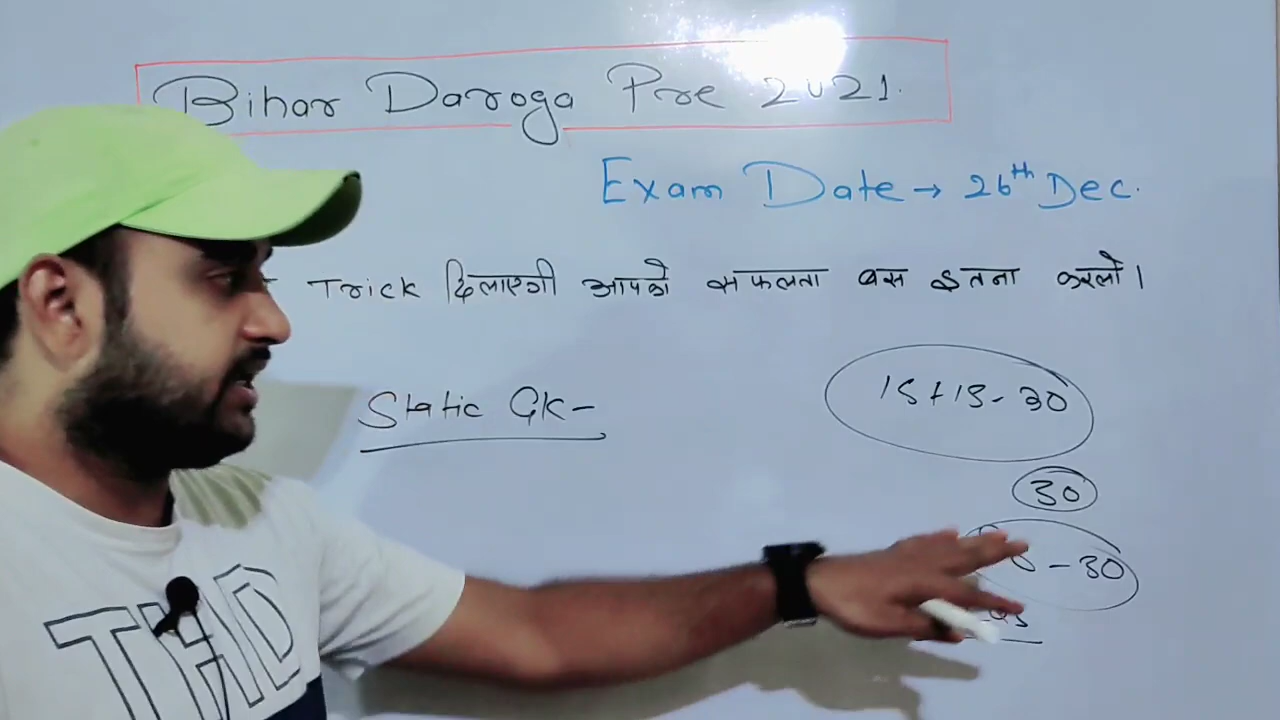 Bihar Daroga Pre 2021.
Exam Date → 26th Dec.
Trick दिलाएगी आपको सफलता बस इतना करलो।
Static GK-
15+15-30
30
- 30
THD